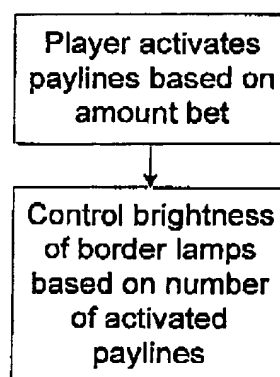 Player activates
paylines based on
amount bet
Control brightness
of border lamps
based on number
of activated
paylines